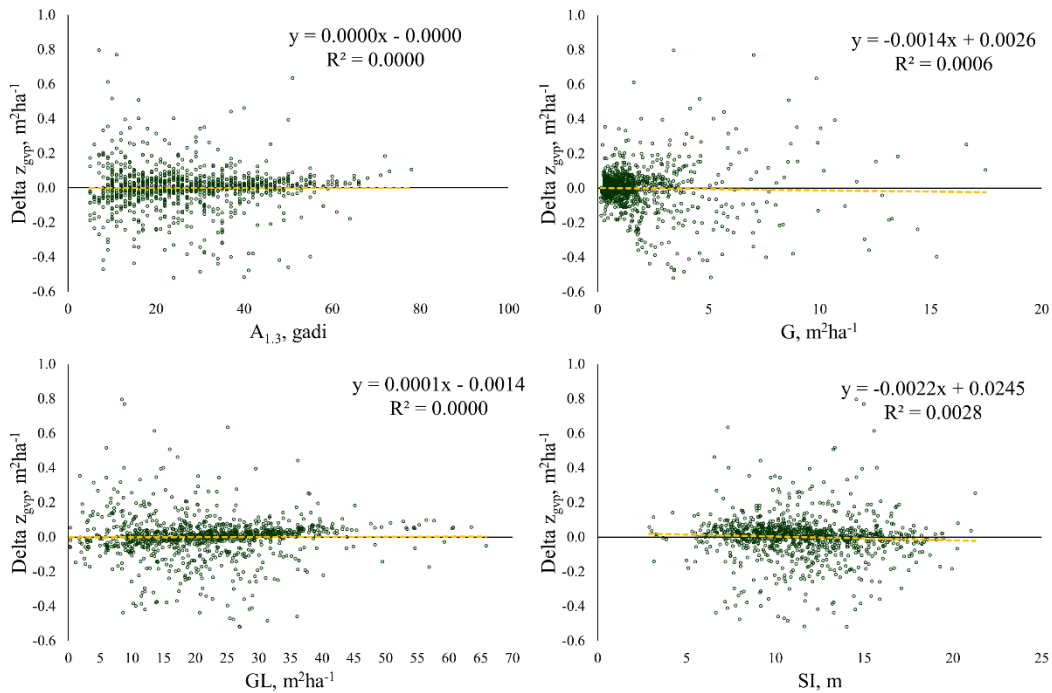 y = 0.0000x - 0.0000
R² = 0.0000
Delta z_gvp, m²ha⁻¹
1.0
0.8
0.6
0.4
0.2
0.0
-0.2
-0.4
-0.6
0 20 40 60 80 100
A_1.3, gadi
y = -0.0014x + 0.0026
R² = 0.0006
Delta z_gvp, m²ha⁻¹
1.0
0.8
0.6
0.4
0.2
0.0
-0.2
-0.4
-0.6
0 5 10 15 20
G, m²ha⁻¹
y = 0.0001x - 0.0014
R² = 0.0000
Delta z_gvp, m²ha⁻¹
1.0
0.8
0.6
0.4
0.2
0.0
-0.2
-0.4
-0.6
0 5 10 15 20 25 30 35 40 45 50 55 60 65 70
GL, m²ha⁻¹
y = -0.0022x + 0.0245
R² = 0.0028
Delta z_gvp, m²ha⁻¹
1.0
0.8
0.6
0.4
0.2
0.0
-0.2
-0.4
-0.6
0 5 10 15 20 25
SI, m